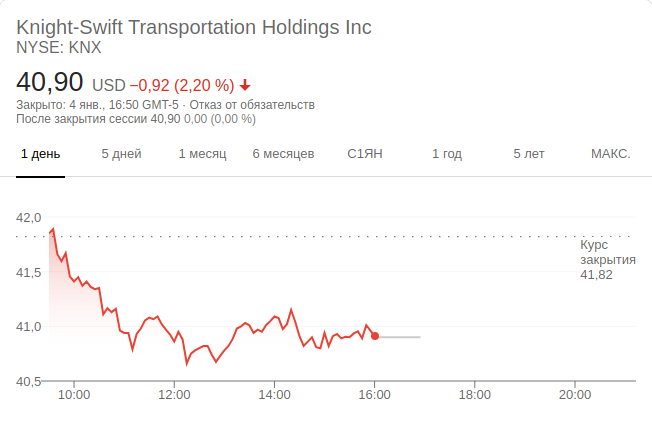 Knight-Swift Transportation Holdings Inc
NYSE: KNX
40,90 USD −0,92 (2,20 %)
Закрыто: 4 янв., 16:50 GMT-5 · Отказ от обязательств
После закрытия сессии 40,90 0,00 (0,00 %)
1 день 5 дней 1 месяц 6 месяцев С1ЯН 1 год 5 лет МАКС.
42,0
41,5
41,0
40,5
Курс
закрытия
41,82
10:00 12:00 14:00 16:00 18:00 20:00